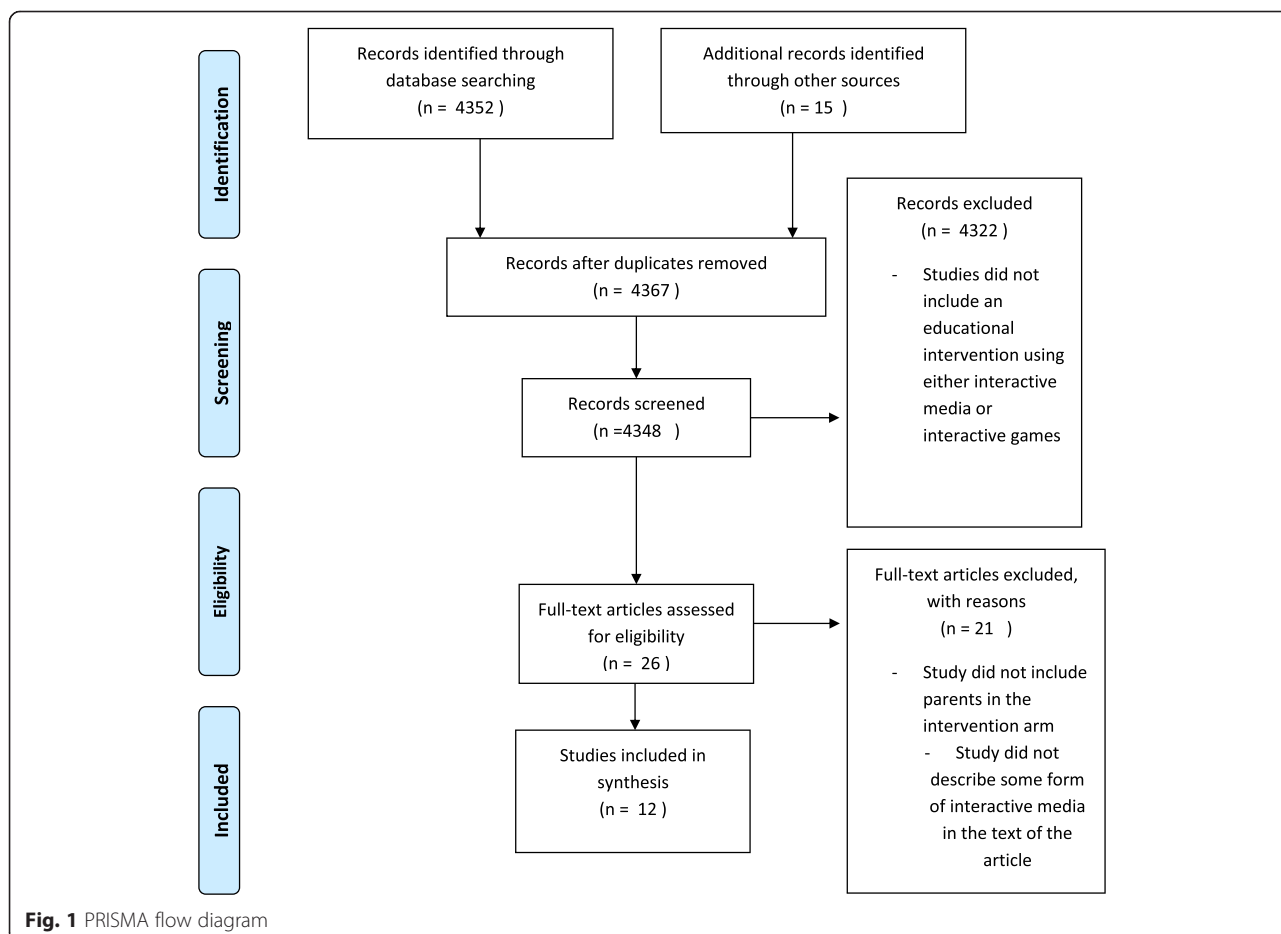 Identification
Records identified through
database searching
(n = 4352 )
Additional records identified
through other sources
(n = 15 )
Records after duplicates removed
(n = 4367 )
Screening
Records screened
(n =4348 )
Records excluded
(n = 4322 )
- Studies did not
include an
educational
intervention using
either interactive
media or
interactive games
Eligibility
Full-text articles assessed
for eligibility
(n = 26 )
Full-text articles excluded,
with reasons
(n = 21 )
- Study did not include
parents in the
intervention arm
- Study did not
describe some form
of interactive media
in the text of the
article
Included
Studies included in
synthesis
(n = 12 )
Fig. 1 PRISMA flow diagram